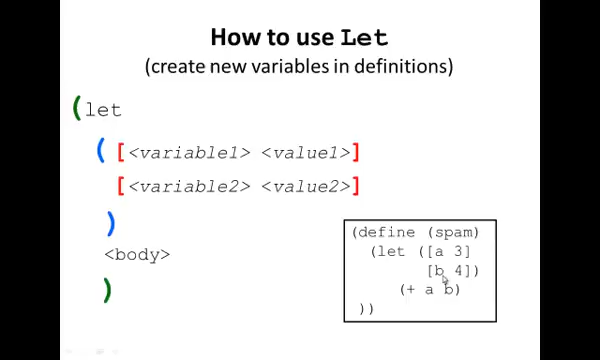 How to use Let
(create new variables in definitions)
(let
( [<variable1> <value1>]
[<variable2> <value2>]
)
<body>
)
(define (spam)
(let ([a 3]
[b 4])
(+ a b)
))